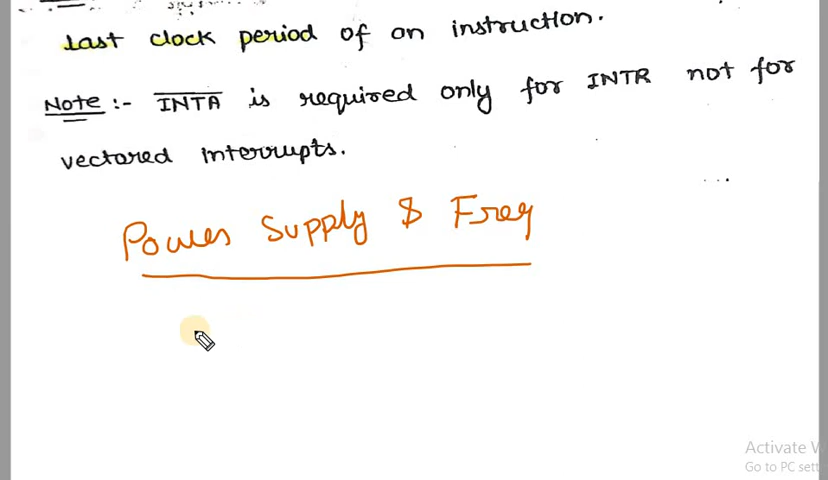 last clock period of an instruction.
Note :- INTA is required only for INTR not for
vectored interrupts.
...
Power Supply & Freq
Activate W
Go to PC sett